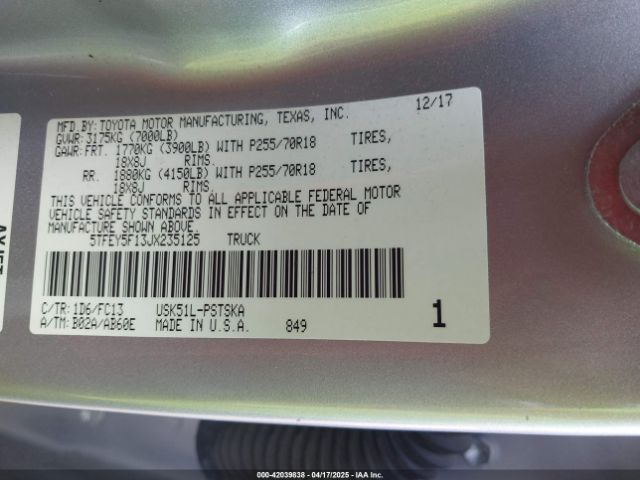 MFD.BY:TOYOTA MOTOR MANUFACTURING, TEXAS, INC. 12/17
GVWR:3175KG (7000LB)
GAWR:FRT. 1770KG (3900LB) WITH P255/70R18 TIRES,
18X8J RIMS.
RR. 1880KG (4150LB) WITH P255/70R18 TIRES,
18X8J RIMS.
THIS VEHICLE CONFORMS TO ALL APPLICABLE FEDERAL MOTOR
VEHICLE SAFETY STANDARDS IN EFFECT ON THE DATE OF
MANUFACTURE SHOWN ABOVE.
5TFEY5F13JX235125 TRUCK
C/TR:1D6/FC13 USK51L-PSTSKA
A/TM:B02A/AB60E MADE IN U.S.A. 849
1
000-42039838 - 04/17/2025 - IAA Inc.